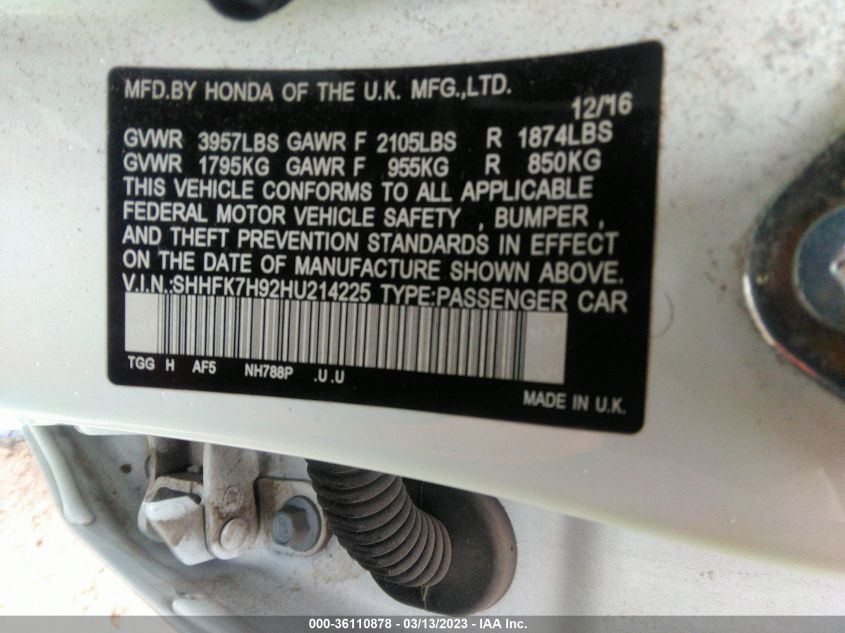 MFD.BY HONDA OF THE U.K. MFG.,LTD.
12/16
GVWR 3957LBS GAWR F 2105LBS R 1874LBS
GVWR 1795KG GAWR F 955KG R 850KG
THIS VEHICLE CONFORMS TO ALL APPLICABLE
FEDERAL MOTOR VEHICLE SAFETY , BUMPER ,
AND THEFT PREVENTION STANDARDS IN EFFECT
ON THE DATE OF MANUFACTURE SHOWN ABOVE.
V.I.N.:SHHFK7H92HU214225 TYPE:PASSENGER CAR
TGG H AF5 NH788P .U.U
MADE IN U.K.
000-36110878 - 03/13/2023 - IAA Inc.